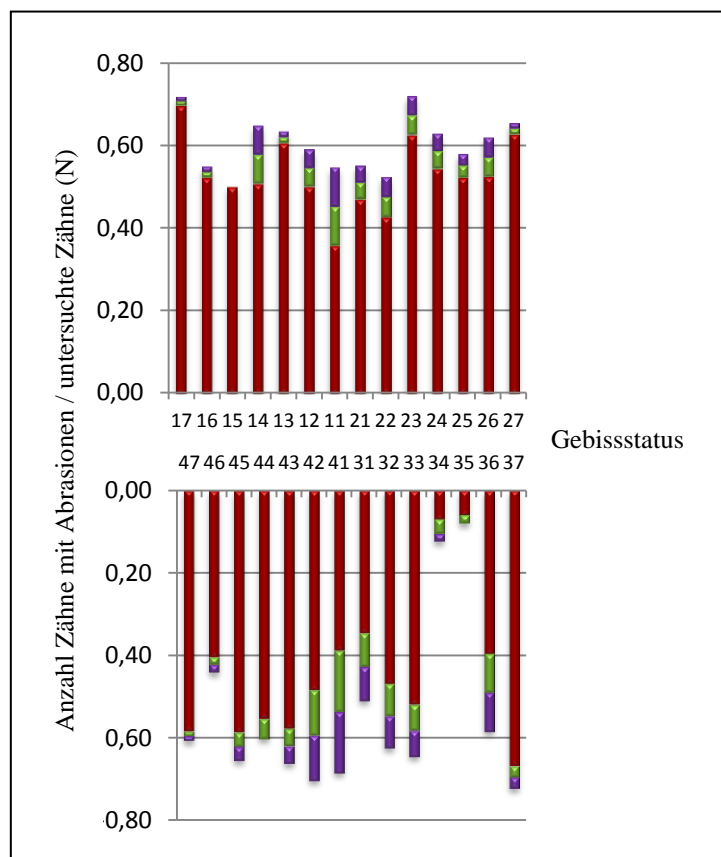 Anzahl Zähne mit Abrasionen / untersuchte Zähne (N)
0,80
0,60
0,40
0,20
0,00
17 16 15 14 13 12 11 21 22 23 24 25 26 27
Gebissstatus
47 46 45 44 43 42 41 31 32 33 34 35 36 37
0,00
0,20
0,40
0,60
0,80